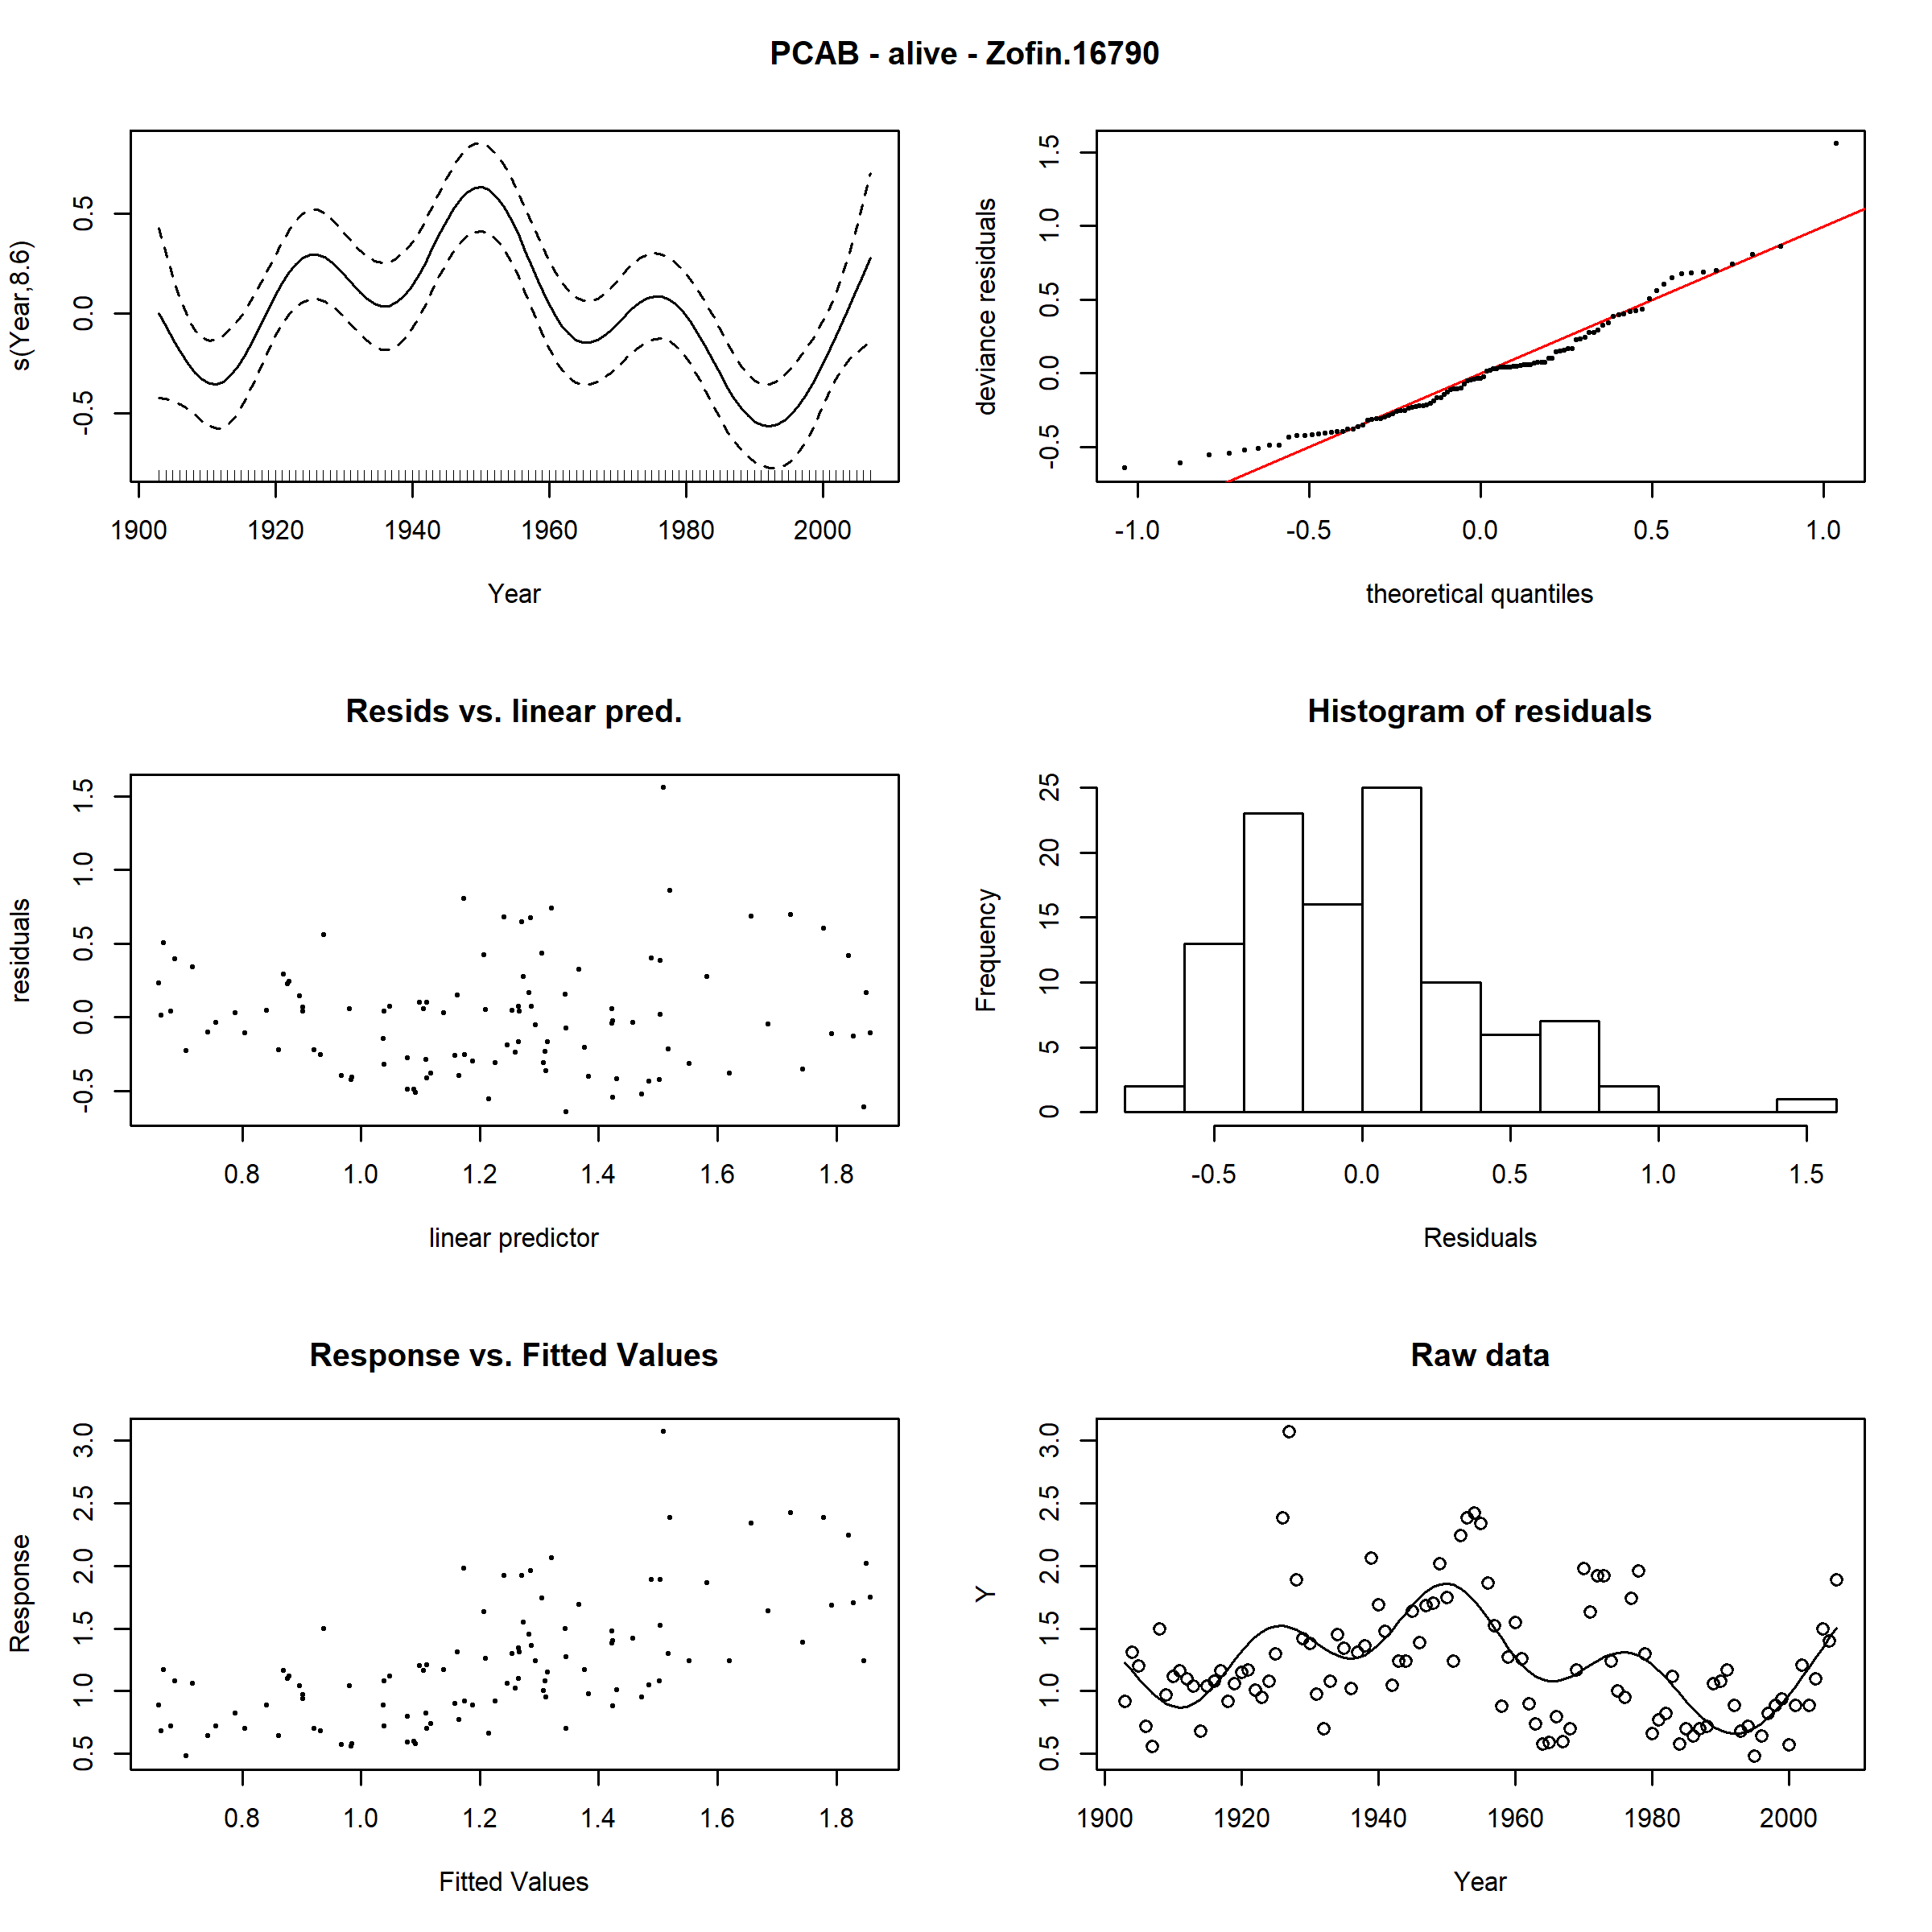 PCAB - alive - Zofin.16790
s(Year,8.6)
0.5
0.0
-0.5
1900 1920 1940 1960 1980 2000
Year
deviance residuals
1.5
1.0
0.5
0.0
-0.5
-1.0 -0.5 0.0 0.5 1.0
theoretical quantiles
Resids vs. linear pred.
residuals
1.5
1.0
0.5
0.0
-0.5
0.8 1.0 1.2 1.4 1.6 1.8
linear predictor
Histogram of residuals
Frequency
25
20
15
10
5
0
-0.5 0.0 0.5 1.0 1.5
Residuals
Response vs. Fitted Values
Response
3.0
2.5
2.0
1.5
1.0
0.5
0.8 1.0 1.2 1.4 1.6 1.8
Fitted Values
Raw data
Y
3.0
2.5
2.0
1.5
1.0
0.5
1900 1920 1940 1960 1980 2000
Year